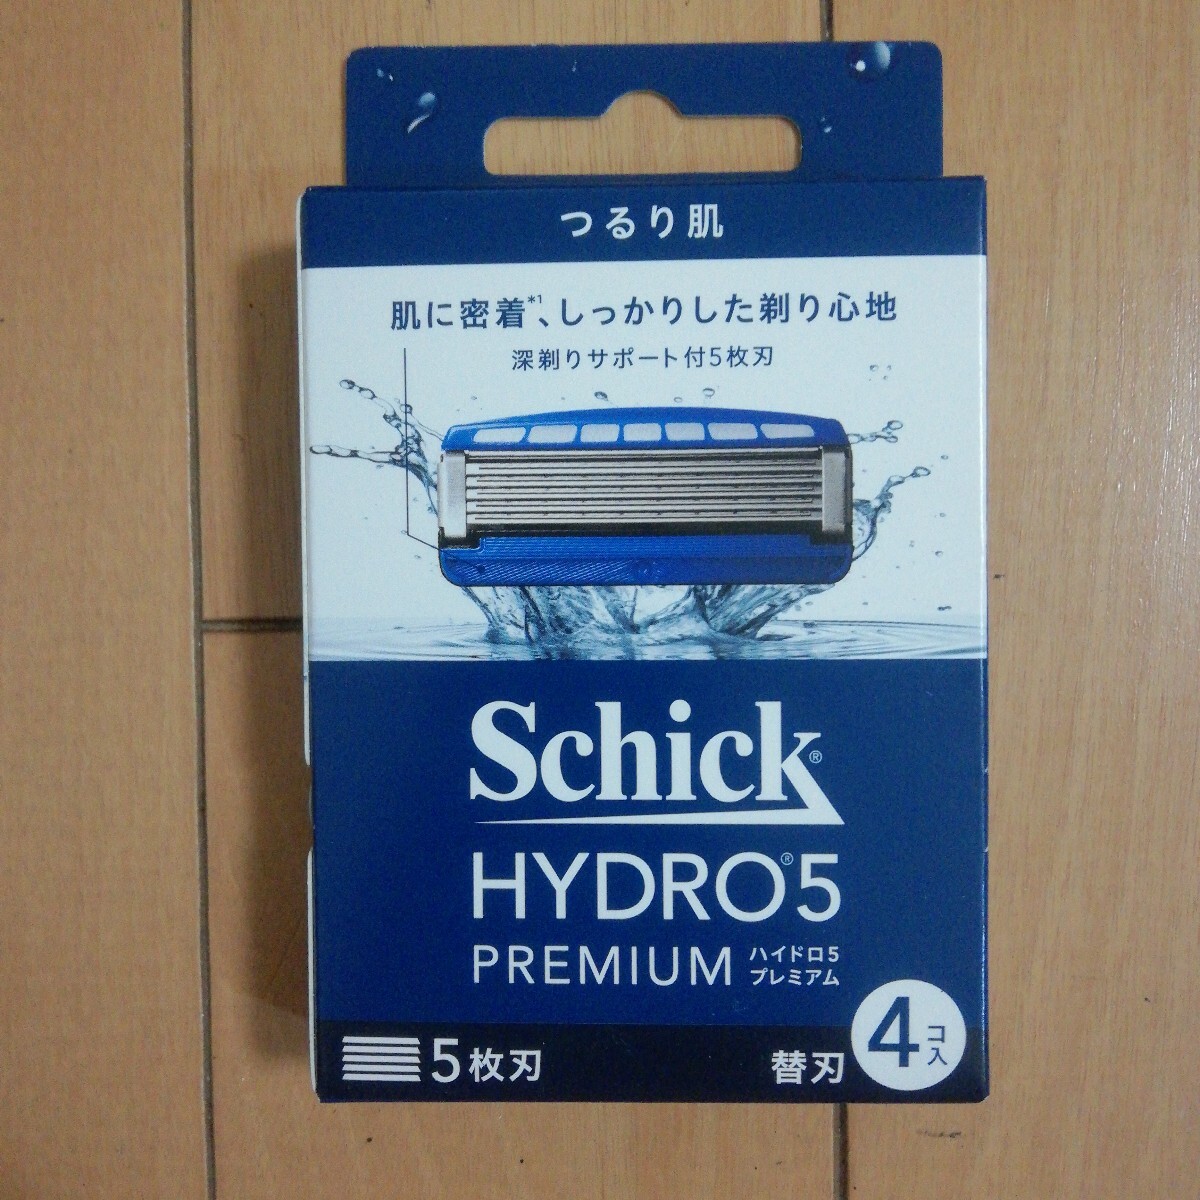 つるり肌
肌に密着*1、しっかりした剃り心地
深剃りサポート付5枚刃
Schick®
HYDRO®5
PREMIUM ハイドロ5
プレミアム
5枚刃 替刃 4コ入